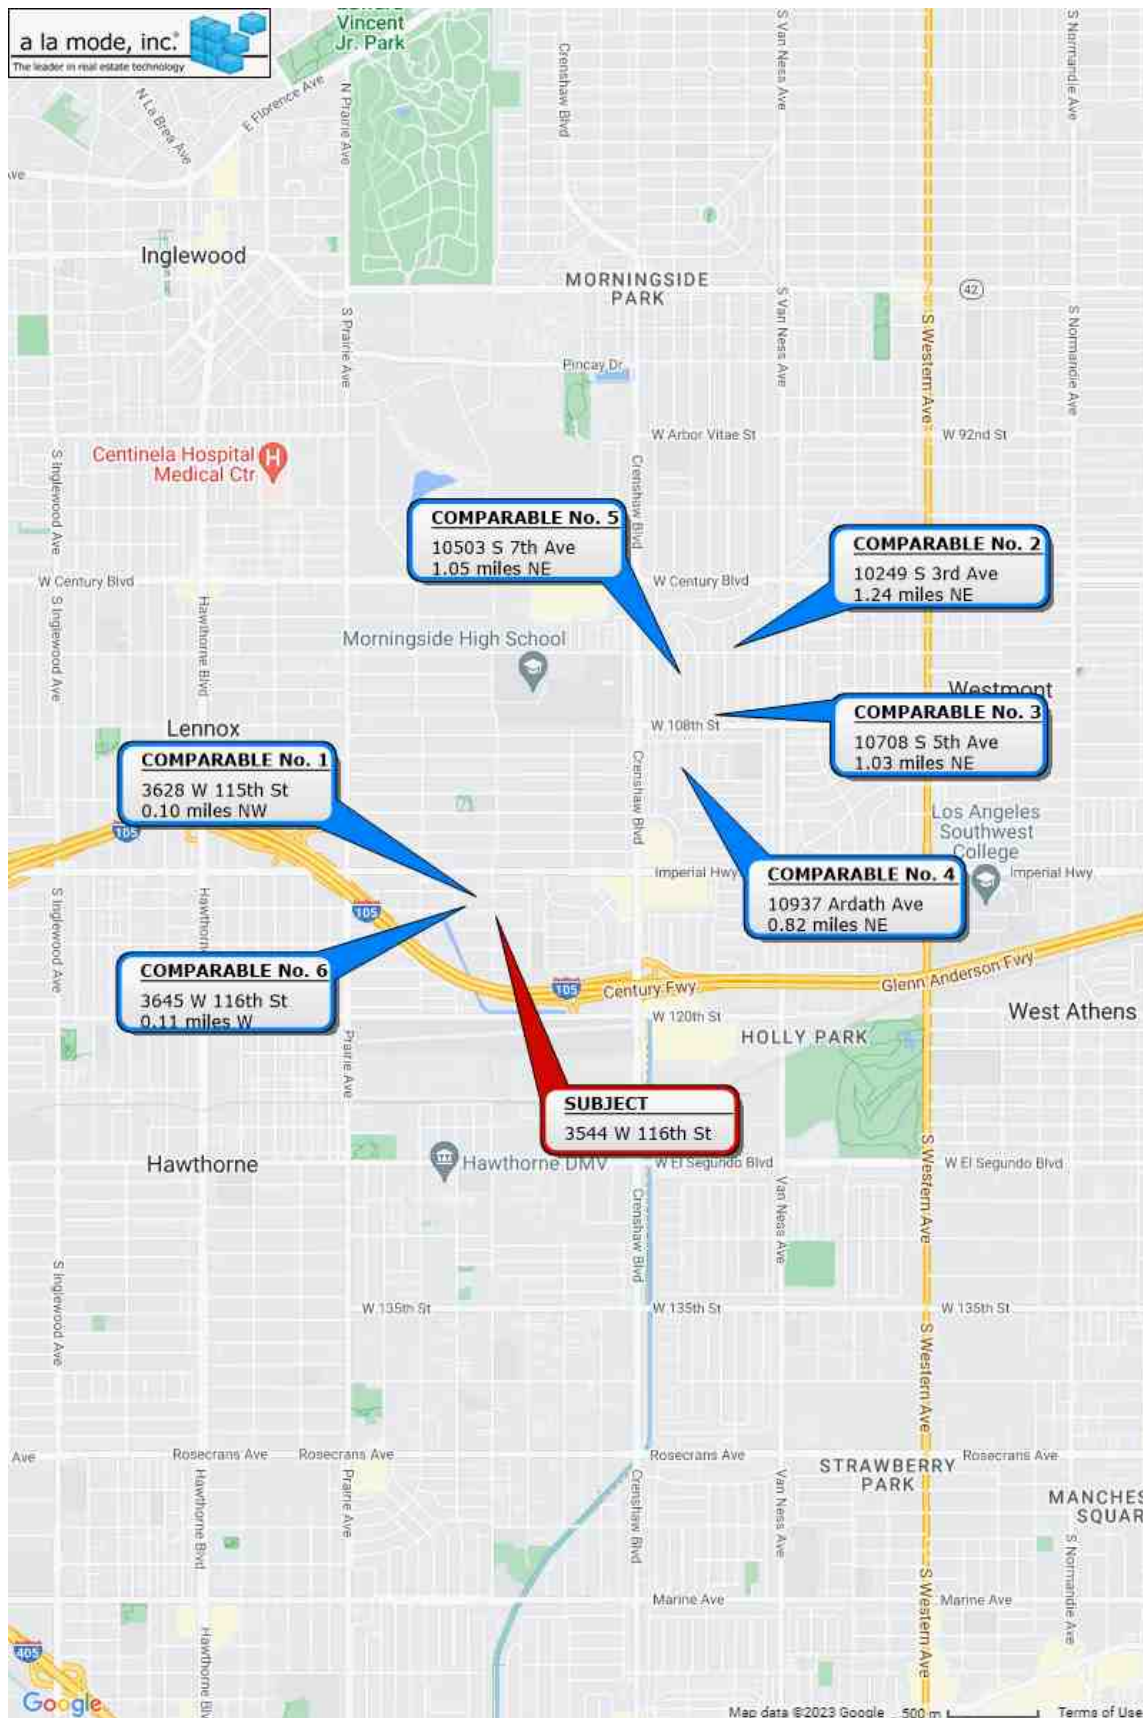 a la mode, inc.
The leader in real estate technology
Vincent
Jr. Park
N La Brea Ave
E Florence Ave
N Prairie Ave
Crenshaw Blvd
S Van Ness Ave
S Normandie Ave
Inglewood
MORNINGSIDE
PARK
42
S Prairie Ave
S Van Ness Ave
S Western Ave
S Normandie Ave
Pincay Dr
W Arbor Vitae St
W 92nd St
Centinela Hospital
Medical Ctr
S Inglewood Ave
Crenshaw Blvd
COMPARABLE No. 5
10503 S 7th Ave
1.05 miles NE
COMPARABLE No. 2
10249 S 3rd Ave
1.24 miles NE
W Century Blvd
W Century Blvd
S Inglewood Ave
Hawthorne Blvd
Morningside High School
Westmont
COMPARABLE No. 3
10708 S 5th Ave
1.03 miles NE
W 108th St
Lennox
COMPARABLE No. 1
3628 W 115th St
0.10 miles NW
Crenshaw Blvd
105
Los Angeles
Southwest
College
Imperial Hwy
Imperial Hwy
COMPARABLE No. 4
10937 Ardath Ave
0.82 miles NE
S Inglewood Ave
Hawthorn
105
COMPARABLE No. 6
3645 W 116th St
0.11 miles W
105
Century Fwy
Glenn Anderson Fwy
W 120th St
West Athens
HOLLY PARK
Prairie Ave
SUBJECT
3544 W 116th St
Hawthorne
Hawthorne DMV
W El Segundo Blvd
W El Segundo Blvd
S Western Ave
Crenshaw Blvd
Van Ness Ave
S Inglewood Ave
W 135th St
W 135th St
W 135th St
S Western Ave
Ave
Rosecrans Ave
Rosecrans Ave
Rosecrans Ave
Rosecrans Ave
STRAWBERRY
PARK
Hawthorne Blvd
Prairie Ave
Crenshaw Blvd
Van Ness Ave
MANCHES
SQUAR
S Normandie Ave
S Western Ave
Marine Ave
Marine Ave
405
Hawthorne Blv
Google
Map data ©2023 Google
500 m
Terms of Use